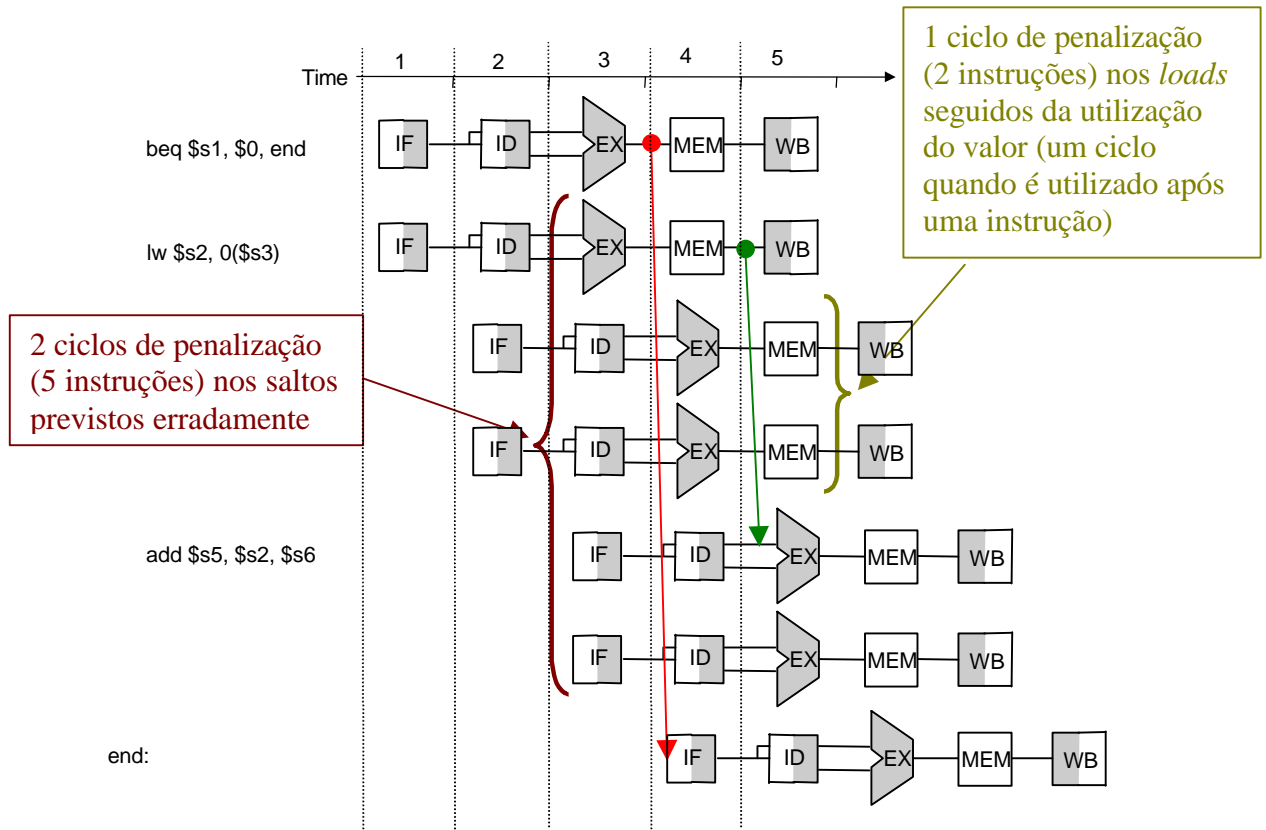 1 ciclo de penalização
(2 instruções) nos loads
seguidos da utilização
do valor (um ciclo
quando é utilizado após
uma instrução)
Time 1 2 3 4 5
beq $s1, $0, end IF ID EX MEM WB
lw $s2, 0($s3) IF ID EX MEM WB
IF ID EX MEM WB
2 ciclos de penalização
(5 instruções) nos saltos
previstos erradamente
IF ID EX MEM WB
add $s5, $s2, $s6 IF ID EX MEM WB
IF ID EX MEM WB
end: IF ID EX MEM WB